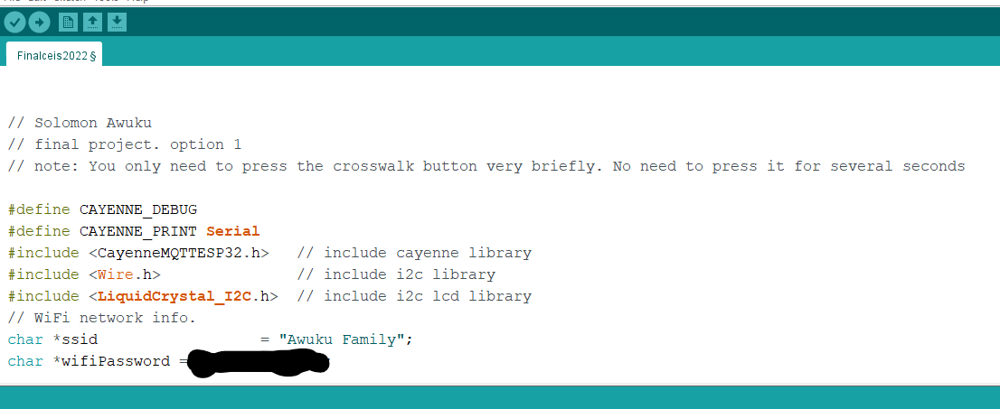 Finalceis2022 §
// Solomon Awuku
// final project. option 1
// note: You only need to press the crosswalk button very briefly. No need to press it for several seconds
#define CAYENNE_DEBUG
#define CAYENNE_PRINT Serial
#include <CayenneMQTTESP32.h>   // include cayenne library
#include <Wire.h>               // include i2c library
#include <LiquidCrystal_I2C.h>  // include i2c lcd library
// WiFi network info.
char *ssid                  = "Awuku Family";
char *wifiPassword =